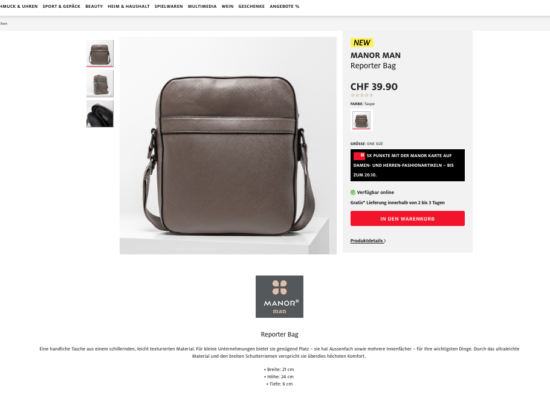 HMUCK & UHREN SPORT & GEPÄCK BEAUTY HEIM & HAUSHALT SPIELWAREN MULTIMEDIA WEIN GESCHENKE ANGEBOTE %
NEW
MANOR MAN
Reporter Bag
CHF 39.90
FARBE: Taupe
GRÖSSE: ONE SIZE
5X PUNKTE MIT DER MANOR KARTE AUF
DAMEN- UND HERREN-FASHIONARTIKELN – BIS
ZUM 20.10.
Verfügbar online
Gratis* Lieferung innerhalb von 2 bis 3 Tagen
IN DEN WARENKORB
Produktdetails
MANOR®
man
Reporter Bag
Eine handliche Tasche aus einem schillernden, leicht texturierten Material. Für kleine Unternehmungen bietet sie genügend Platz – sie hat Aussenfach sowie mehrere Innenfächer – für Ihre wichtigsten Dinge. Durch das ultraleichte
Material und den breiten Schulterriemen verspricht sie überdies höchsten Komfort.
• Breite: 21 cm
• Höhe: 24 cm
• Tiefe: 6 cm